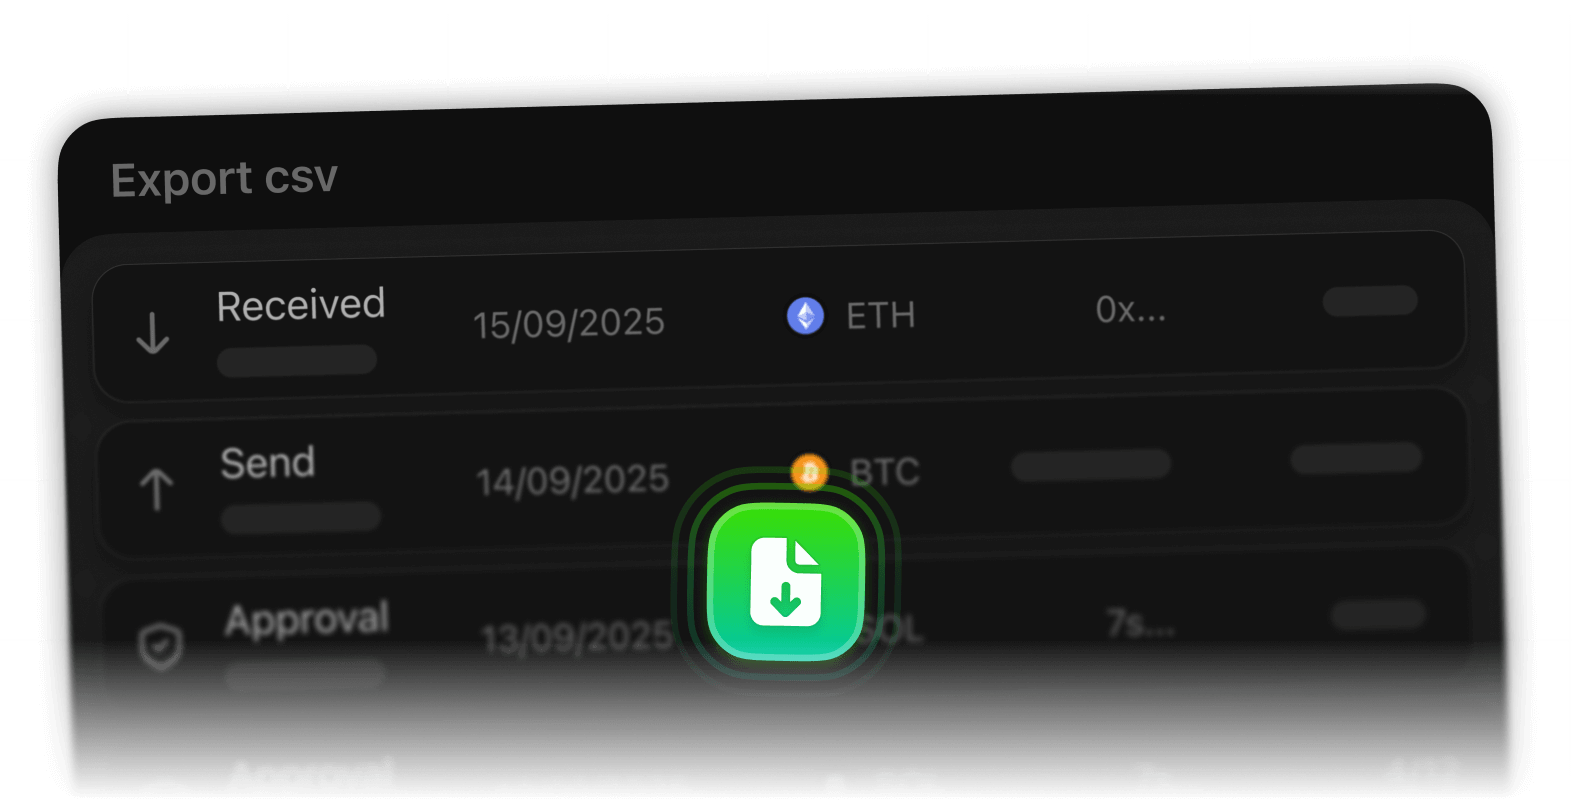 Export csv
Received
15/09/2025 ETH 0x...
Send
14/09/2025 BTC
Approval
13/09/2025 SOL 7s...
Approval